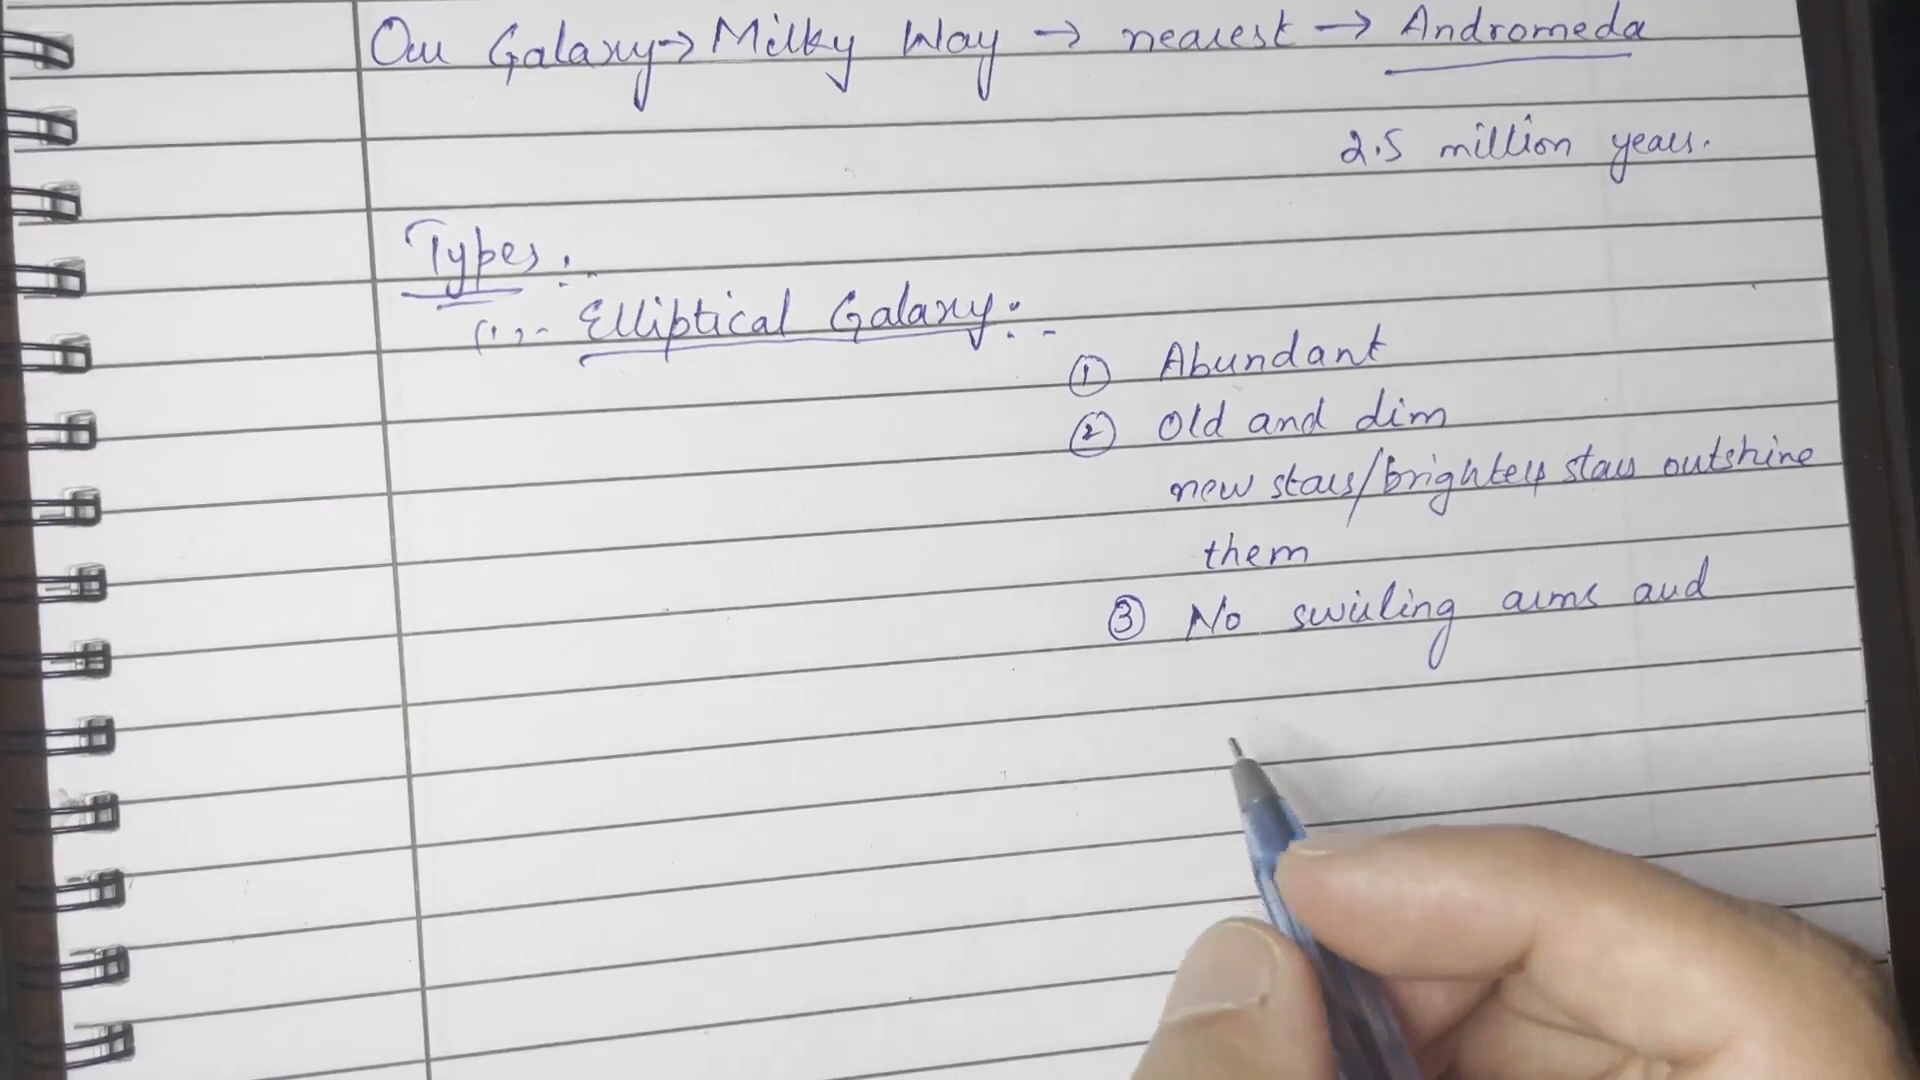 Our Galaxy→ Milky Way → nearest → Andromeda
2.5 million years.
Types:-
(1)- Elliptical Galaxy:-
① Abundant
② Old and dim
new stars/brighter stars outshine
them
③ No swirling arms and